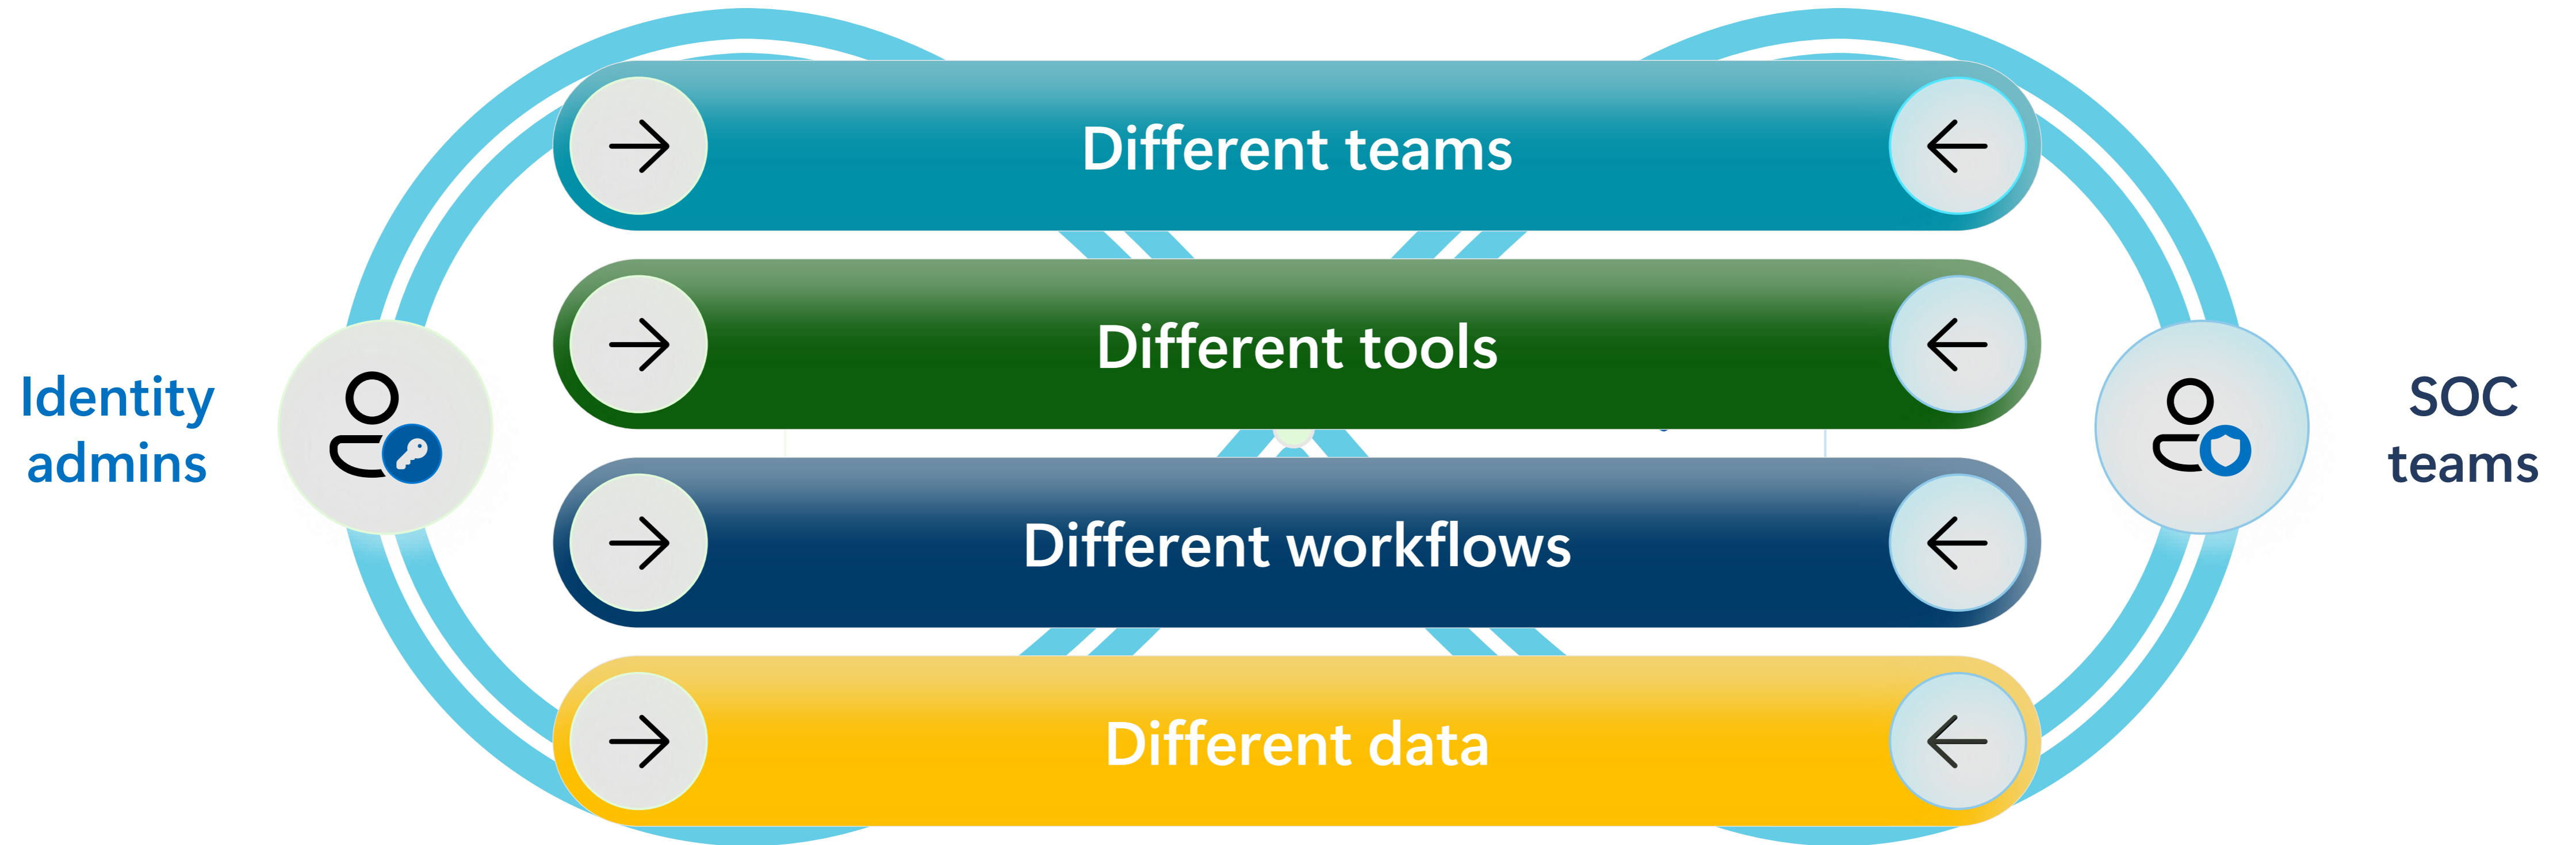 Different teams
Different tools
Identity
admins
SOC
teams
Different workflows
Different data